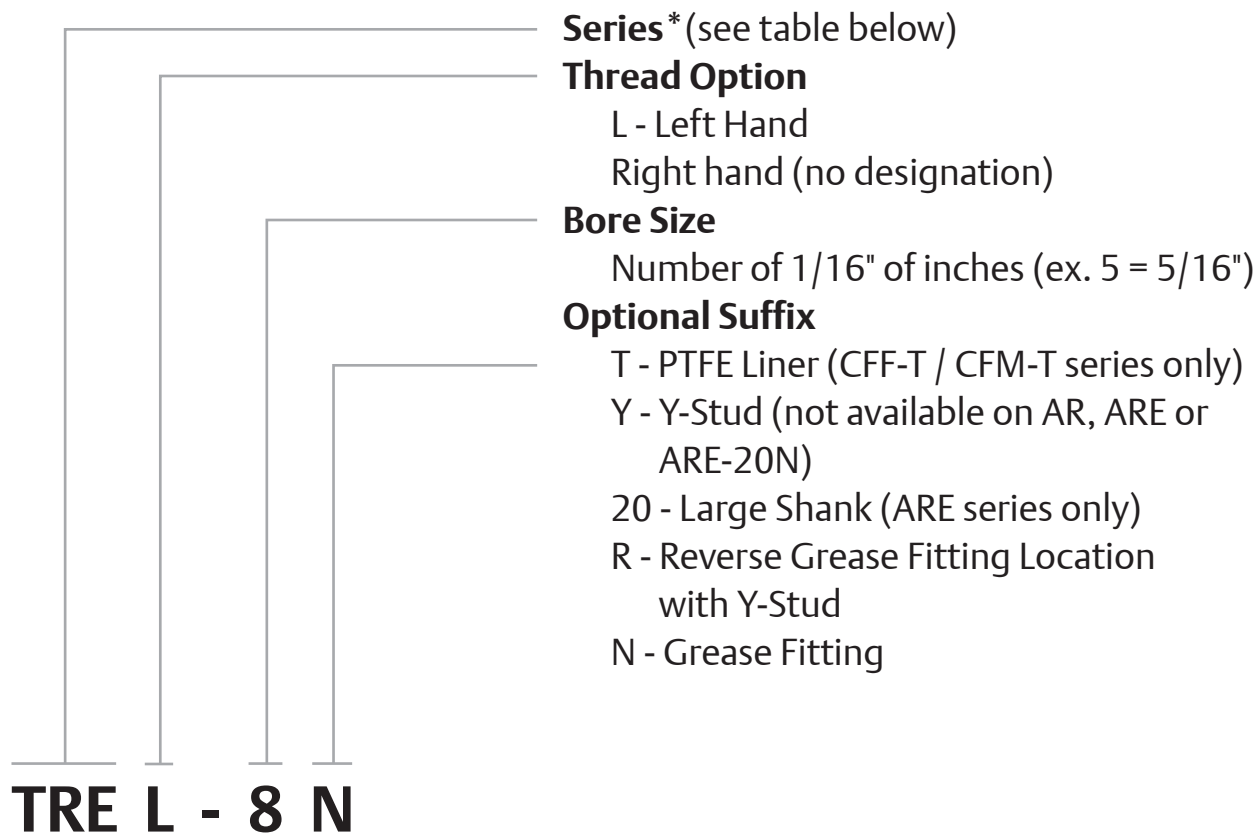 Series* (see table below)
Thread Option
L - Left Hand
Right hand (no designation)
Bore Size
Number of 1/16" of inches (ex. 5 = 5/16")
Optional Suffix
T - PTFE Liner (CFF-T / CFM-T series only)
Y - Y-Stud (not available on AR, ARE or
ARE-20N)
20 - Large Shank (ARE series only)
R - Reverse Grease Fitting Location
with Y-Stud
N - Grease Fitting
TRE L - 8 N